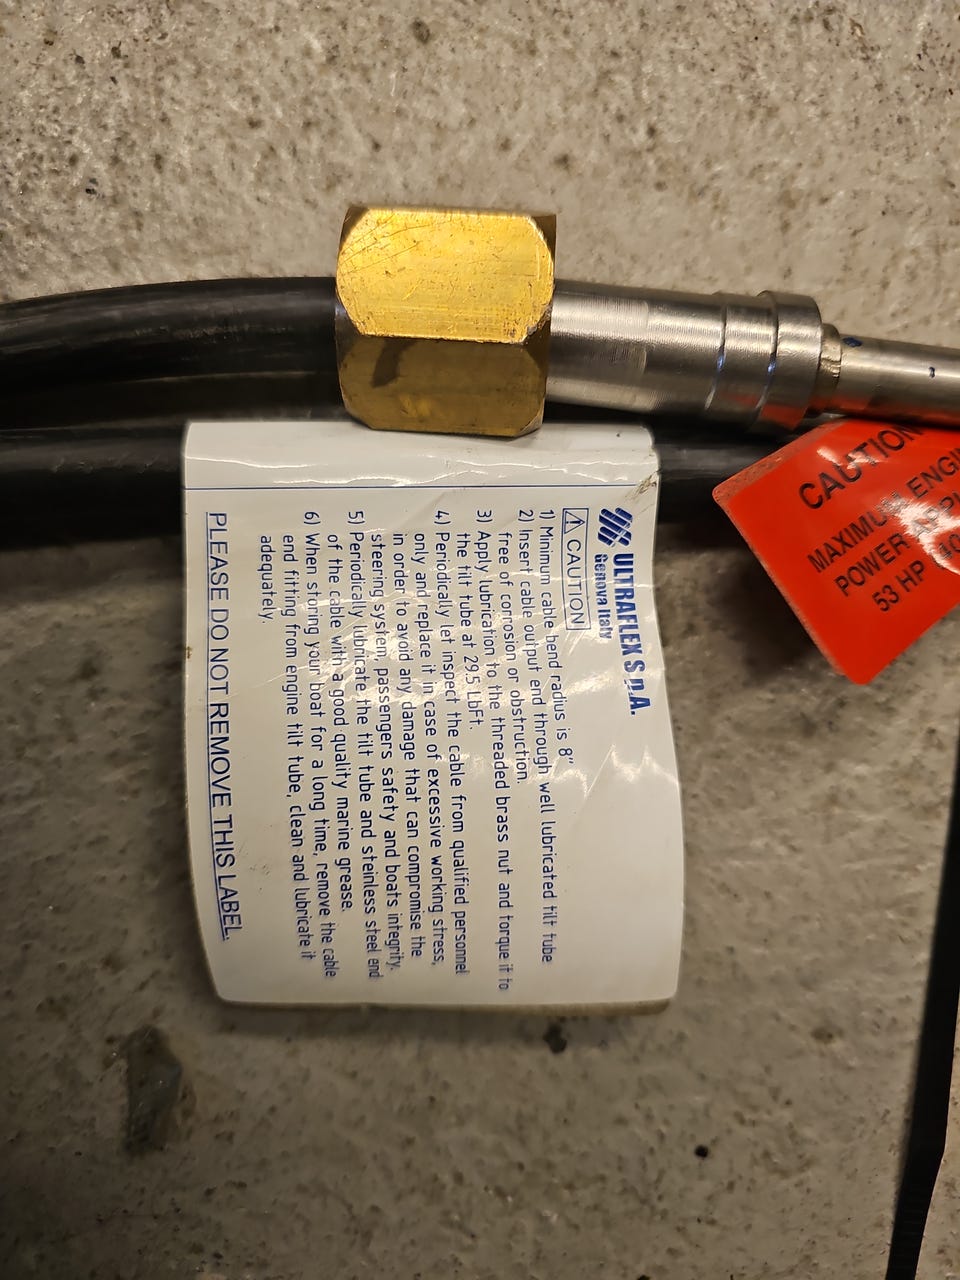 ULTRAFLEX S.p.A.
Genova Italy
CAUTION
1) Minimum cable bend radius is 8"
2) Insert cable output end through well lubricated tilt tube
free of corrosion or obstruction.
3) Apply lubrication to the threaded brass nut and torque it to
the tilt tube at 29.5 LbFt.
4) Periodically let inspect the cable from qualified personnel
only and replace it in case of excessive working stress,
in order to avoid any damage that can compromise the
steering system, passengers safety and boats integrity.
5) Periodically lubricate the tilt tube and steinless steel end
of the cable with a good quality marine grease.
6) When storing your boat for a long time, remove the cable
end fitting from engine tilt tube, clean and lubricate it
adequately.
PLEASE DO NOT REMOVE THIS LABEL.
CAUTION
MAXIMUM
POWER
53 HP